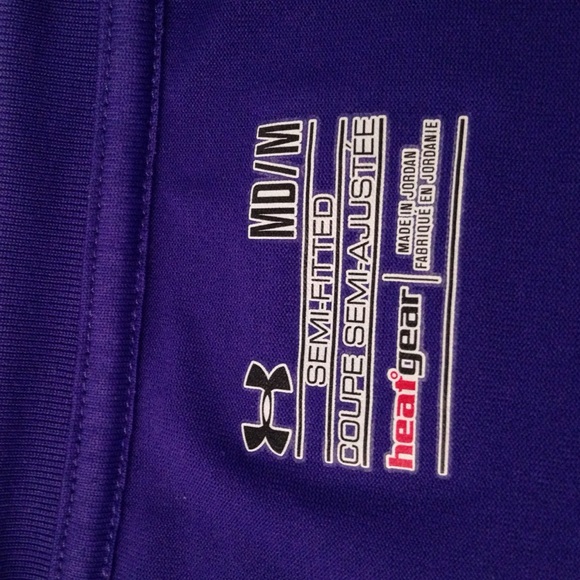 MD/M
SEMI-FITTED
COUPE SEMI-AJUSTÉE
heatgear
MADE IN JORDAN
FABRIQUÉ EN JORDANIE